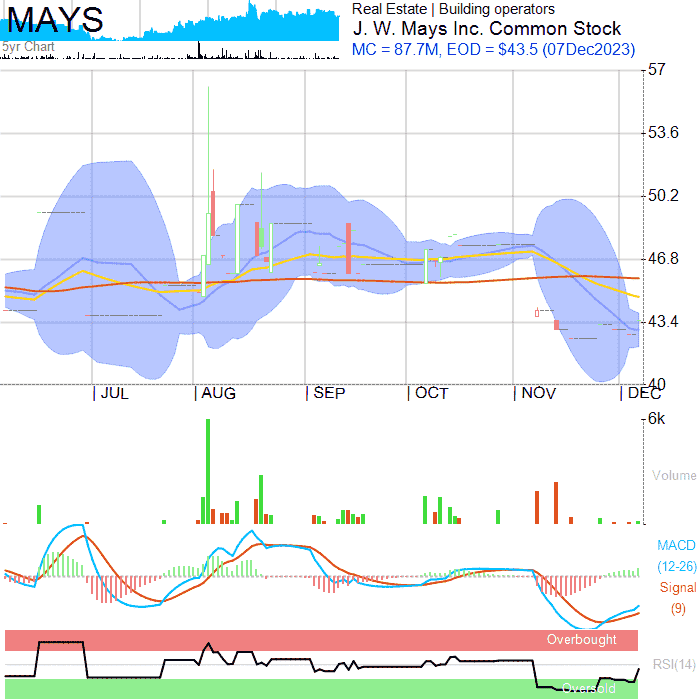 MAYS
5yr Chart
Real Estate | Building operators
J. W. Mays Inc. Common Stock
MC = 87.7M, EOD = $43.5 (07Dec2023)
57
53.6
50.2
46.8
43.4
40
JUL AUG SEP OCT NOV DEC
6k
Volume
MACD
(12-26)
Signal
(9)
Overbought
RSI(14)
Oversold